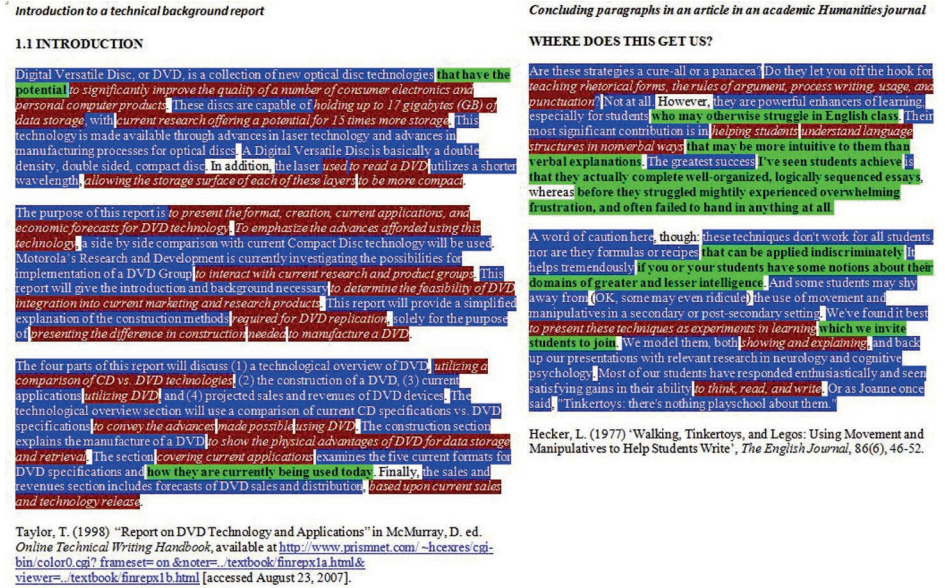 Introduction to a technical background report
1.1 INTRODUCTION
Digital Versatile Disc, or DVD, is a collection of new optical disc technologies that have the
potential to significantly improve the quality of a number of consumer electronics and
personal computer products. These discs are capable of holding up to 17 gigabytes (GB) of
data storage, with current research offering a potential for 15 times more storage. This
technology is made available through advances in laser technology and advances in
manufacturing processes for optical discs. A Digital Versatile Disc is basically a double
density, double sided, compact disc. In addition, the laser used to read a DVD utilizes a shorter
wavelength, allowing the storage surface of each of these layers to be more compact.
The purpose of this report is to present the format, creation, current applications, and
economic forecasts for DVD technology. To emphasize the advances afforded using this
technology, a side by side comparison with current Compact Disc technology will be used.
Motorola's Research and Development is currently investigating the possibilities for
implementation of a DVD Group to interact with current research and product groups. This
report will give the introduction and background necessary to determine the feasibility of DVD
integration into current marketing and research products. This report will provide a simplified
explanation of the construction methods required for DVD replication, solely for the purpose
of presenting the difference in construction needed to manufacture a DVD.
The four parts of this report will discuss (1) a technological overview of DVD, utilizing a
comparison of CD vs. DVD technologies, (2) the construction of a DVD, (3) current
applications utilizing DVD, and (4) projected sales and revenues of DVD devices. The
technological overview section will use a comparison of current CD specifications vs. DVD
specifications to convey the advances made possible using DVD. The construction section
explains the manufacture of a DVD to show the physical advantages of DVD for data storage
and retrieval. The section covering current applications examines the five current formats for
DVD specifications and how they are currently being used today. Finally, the sales and
revenues section includes forecasts of DVD sales and distribution, based upon current sales
and technology release.
Taylor, T. (1998) "Report on DVD Technology and Applications" in McMurray, D. ed.
Online Technical Writing Handbook, available at http://www.prismnet.com/ ~hcexres/cgi-
bin/color0.cgi? frameset= on &note=../textbook/finrepx1a.html&
viewer=../textbook/finrepx1b.html [accessed August 23, 2007].
Concluding paragraphs in an article in an academic Humanities journal
WHERE DOES THIS GET US?
Are these strategies a cure-all or a panacea? Do they let you off the hook for
teaching rhetorical forms, the rules of argument, process writing, usage, and
punctuation? Not at all. However, they are powerful enhancers of learning,
especially for students who may otherwise struggle in English class. Their
most significant contribution is in helping students understand language
structures in nonverbal ways that may be more intuitive to them than
verbal explanations. The greatest success I've seen students achieve is
that they actually complete well-organized, logically sequenced essays,
whereas before they struggled mightily experienced overwhelming
frustration, and often failed to hand in anything at all.
A word of caution here, though: these techniques don't work for all students,
nor are they formulas or recipes that can be applied indiscriminately It
helps tremendously if you or your students have some notions about their
domains of greater and lesser intelligence. And some students may shy
away from (OK, some may even ridicule) the use of movement and
manipulatives in a secondary or post-secondary setting. We've found it best
to present these techniques as experiments in learning which we invite
students to join. We model them, both showing and explaining, and back
up our presentations with relevant research in neurology and cognitive
psychology. Most of our students have responded enthusiastically and seen
satisfying gains in their ability to think, read, and write. Or as Joanne once
said, "Tinkertoys: there's nothing playschool about them."
Hecker, L. (1977) 'Walking, Tinkertoys, and Legos: Using Movement and
Manipulatives to Help Students Write', The English Journal, 86(6), 46-52.